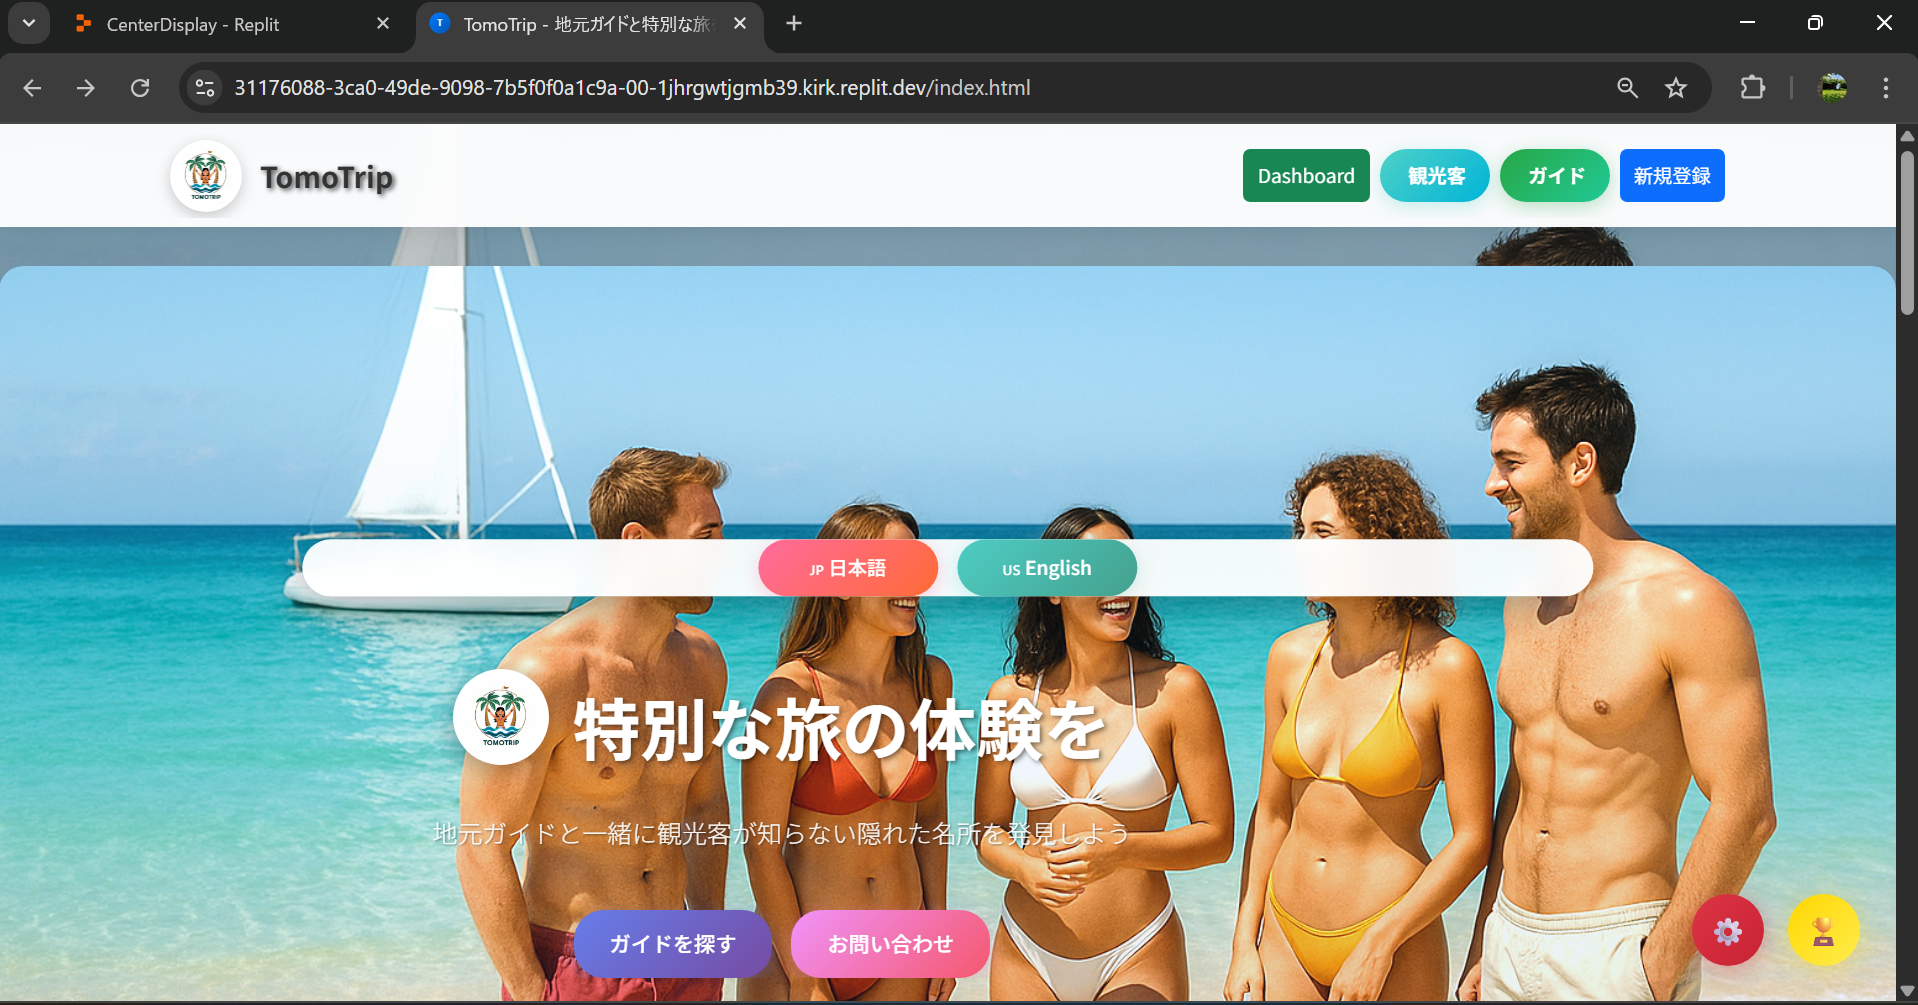 CenterDisplay - Replit
TomoTrip - 地元ガイドと特別な旅
31176088-3ca0-49de-9098-7b5f0f0a1c9a-00-1jhrgwtjgmb39.kirk.replit.dev/index.html
TOMOTRIP
TomoTrip
Dashboard
観光客
ガイド
新規登録
JP 日本語
US English
TOMOTRIP
特別な旅の体験を
地元ガイドと一緒に観光客が知らない隠れた名所を発見しよう
ガイドを探す
お問い合わせ